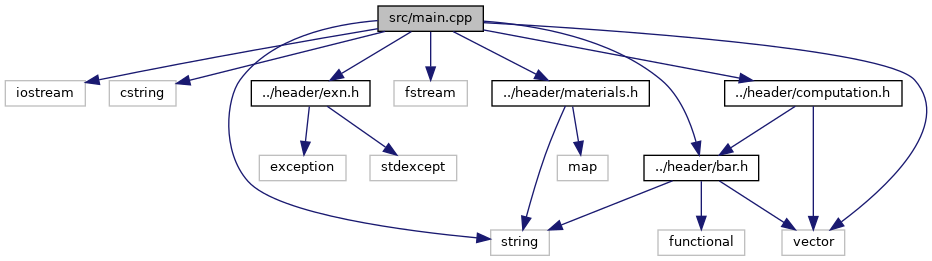 src/main.cpp
iostream
cstring
../header/exn.h
fstream
../header/materials.h
../header/computation.h
exception
stdexcept
map
../header/bar.h
string
functional
vector